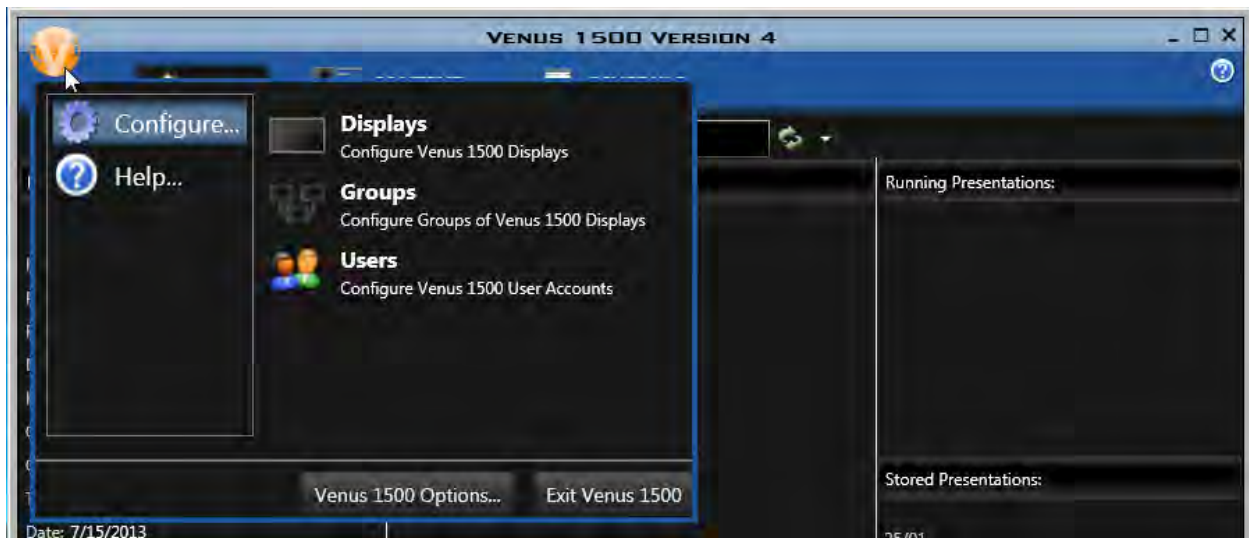 VENUS 1500 VERSION 4
Configure...
Help...
Displays
Configure Venus 1500 Displays
Groups
Configure Groups of Venus 1500 Displays
Users
Configure Venus 1500 User Accounts
Venus 1500 Options...
Exit Venus 1500
Running Presentations:
Stored Presentations:
Date: 7/15/2013